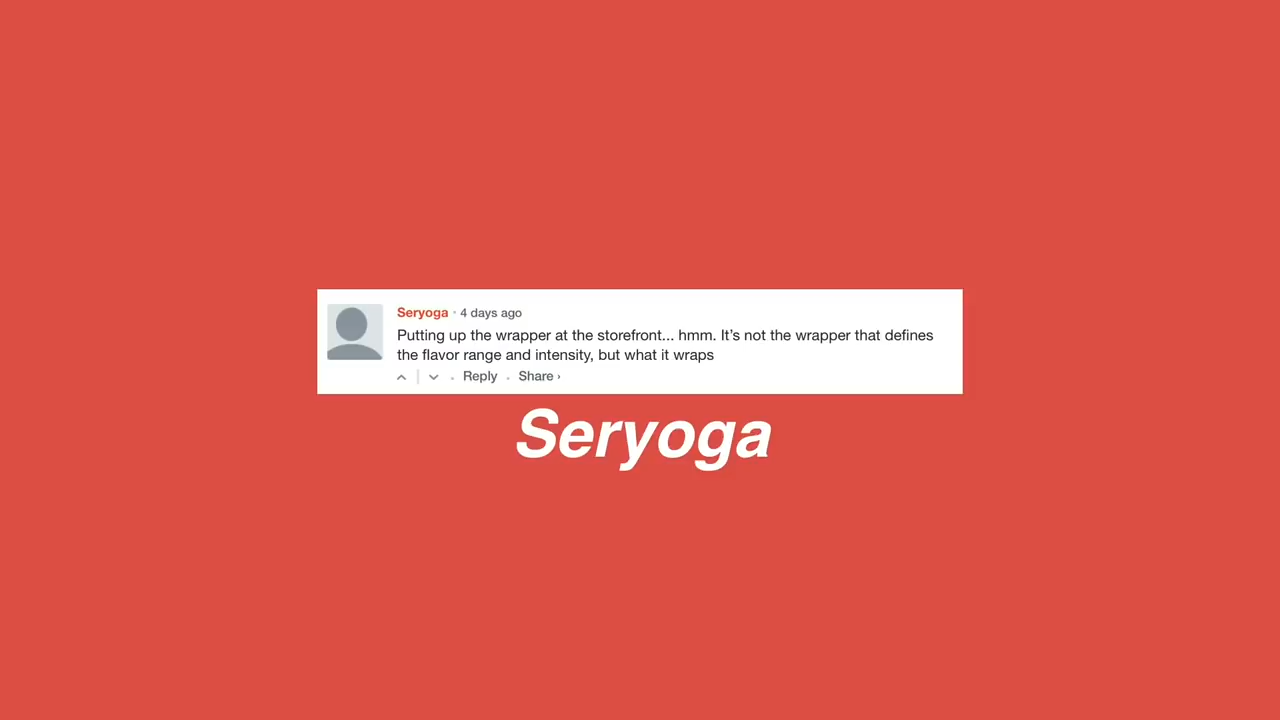 Seryoga • 4 days ago
Putting up the wrapper at the storefront... hmm. It’s not the wrapper that defines
the flavor range and intensity, but what it wraps
Reply • Share ›
Seryoga